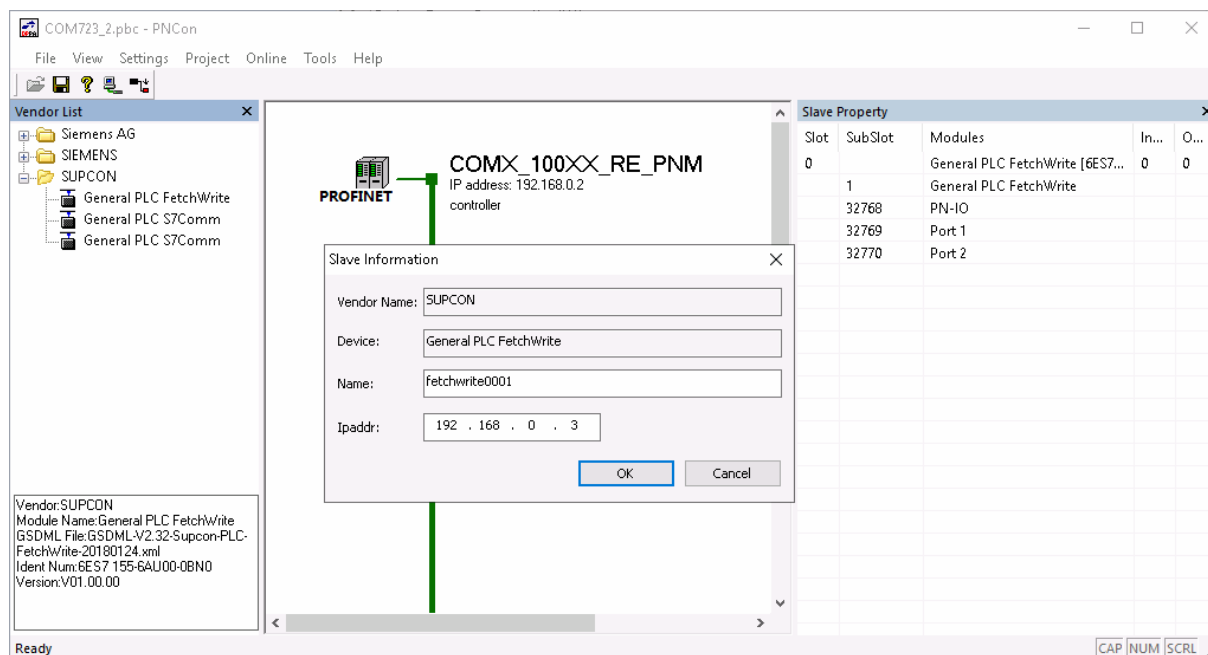 COM723_2.pbc - PNCon
File View Settings Project Online Tools Help
Vendor List
Siemens AG
SIEMENS
SUPCON
General PLC FetchWrite
General PLC S7Comm
General PLC S7Comm
Vendor:SUPCON
Module Name:General PLC FetchWrite
GSDML File:GSDML-V2.32-Supcon-PLC-
FetchWrite-20180124.xml
Ident Num:6ES7 155-6AU00-0BN0
Version:V01.00.00
PROFINET
COMX_100XX_RE_PNM
IP address: 192.168.0.2
controller
Slave Information
Vendor Name: SUPCON
Device: General PLC FetchWrite
Name: fetchwrite0001
Ipaddr: 192 . 168 . 0 . 3
OK Cancel
Slave Property
Slot SubSlot Modules In... O...
0 General PLC FetchWrite [6ES7... 0 0
1 General PLC FetchWrite
32768 PN-IO
32769 Port 1
32770 Port 2
Ready
CAP NUM SCRL